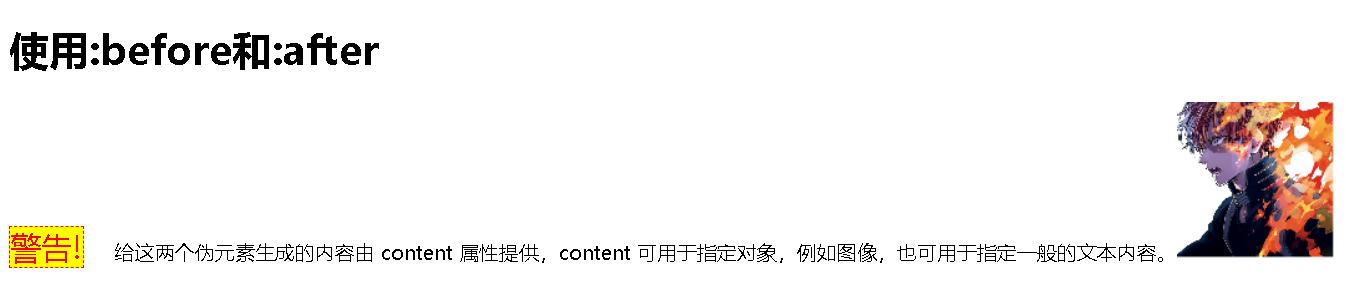 使用:before和:after
警告! 给这两个伪元素生成的内容由 content 属性提供，content 可用于指定对象，例如图像，也可用于指定一般的文本内容。